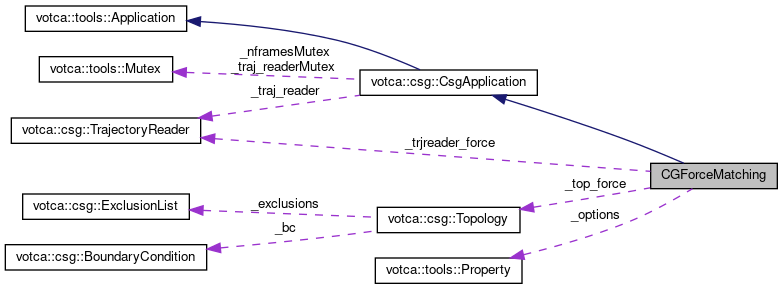 votca::tools::Application
_nframesMutex
_traj_readerMutex
votca::tools::Mutex
votca::csg::CsgApplication
_traj_reader
votca::csg::TrajectoryReader
_trjreader_force
CGForceMatching
_top_force
votca::csg::ExclusionList
_exclusions
votca::csg::Topology
_options
_bc
votca::csg::BoundaryCondition
votca::tools::Property